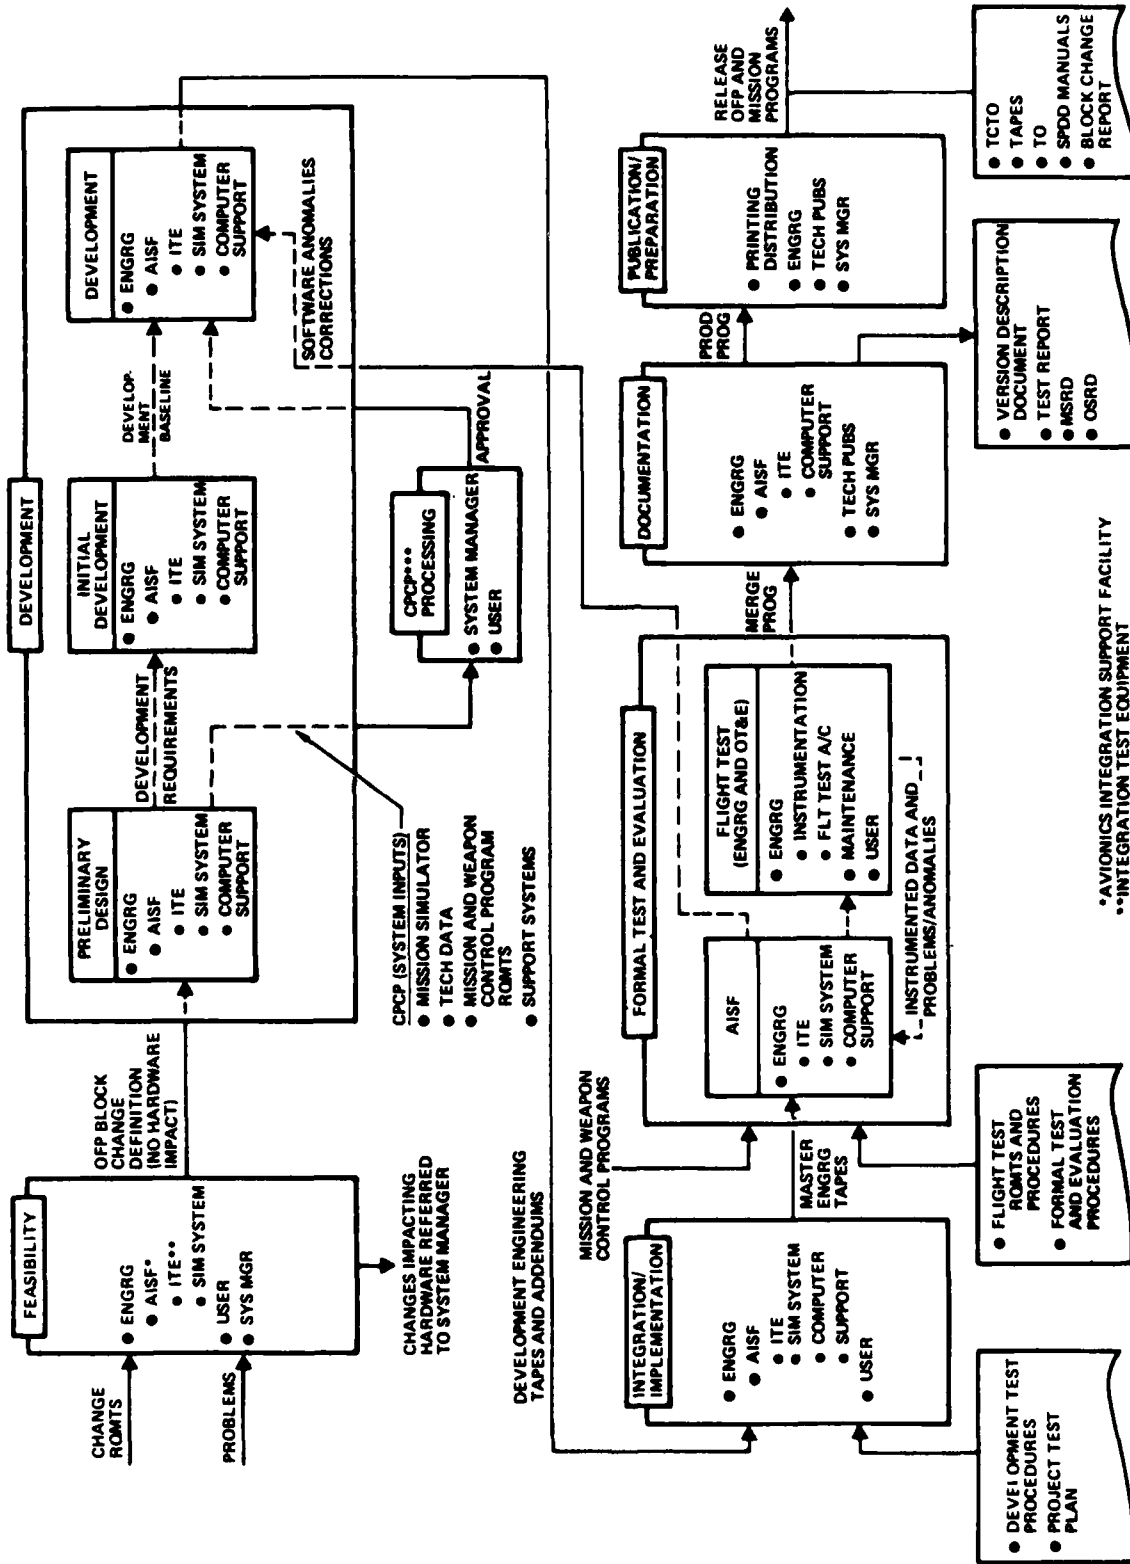 FEASIBILITY
CHANGE
RQMTS
PROBLEMS
● ENGRG
● AISF*
● ITE**
● SIM SYSTEM
● USER
● SYS MGR
CHANGES IMPACTING
HARDWARE REFERRED
TO SYSTEM MANAGER
OFP BLOCK
CHANGE
DEFINITION
(NO HARDWARE
IMPACT)
DEVELOPMENT
PRELIMINARY
DESIGN
● ENGRG
● AISF
● ITE
● SIM SYSTEM
● COMPUTER
SUPPORT
DEVELOPMENT
REQUIREMENTS
INITIAL
DEVELOPMENT
● ENGRG
● AISF
● ITE
● SIM SYSTEM
● COMPUTER
SUPPORT
DEVELOP-
MENT
BASELINE
DEVELOPMENT
● ENGRG
● AISF
● ITE
● SIM SYSTEM
● COMPUTER
SUPPORT
SOFTWARE ANOMALIES
CORRECTIONS
CPCP (SYSTEM INPUTS)
● MISSION SIMULATOR
● TECH DATA
● MISSION AND WEAPON
CONTROL PROGRAM
RQMTS
● SUPPORT SYSTEMS
CPCP***
PROCESSING
● SYSTEM MANAGER
● USER
APPROVAL
DEVELOPMENT ENGINEERING
TAPES AND ADDENDUMS
INTEGRATION/
IMPLEMENTATION
● ENGRG
● AISF
● ITE
● SIM SYSTEM
● COMPUTER
● SUPPORT
● USER
● DEVELOPMENT TEST
PROCEDURES
● PROJECT TEST
PLAN
MISSION AND WEAPON
CONTROL PROGRAMS
MASTER
ENGRG
TAPES
FORMAL TEST AND EVALUATION
AISF
● ENGRG
● ITE
● SIM SYSTEM
● COMPUTER
SUPPORT
FLIGHT TEST
(ENGRG AND OT&E)
● ENGRG
● INSTRUMENTATION
● FLT TEST A/C
● MAINTENANCE
● USER
INSTRUMENTED DATA AND
PROBLEMS/ANOMALIES
● FLIGHT TEST
RQMTS AND
PROCEDURES
● FORMAL TEST
AND EVALUATION
PROCEDURES
MERGE
PROG
DOCUMENTATION
● ENGRG
● AISF
● ITE
● COMPUTER
SUPPORT
● TECH PUBS
● SYS MGR
PROD
PROG
● VERSION DESCRIPTION
DOCUMENT
● TEST REPORT
● MSRD
● OSRD
PUBLICATION/
PREPARATION
● PRINTING
DISTRIBUTION
● ENGRG
● TECH PUBS
● SYS MGR
RELEASE
OFP AND
MISSION
PROGRAMS
● TCTO
● TAPES
● TO
● SPDD MANUALS
● BLOCK CHANGE
REPORT
*AVIONICS INTEGRATION SUPPORT FACILITY
**INTEGRATION TEST EQUIPMENT